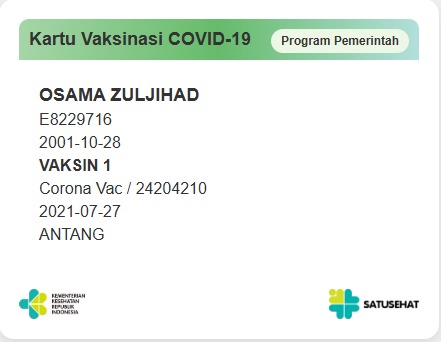 Kartu Vaksinasi COVID-19
Program Pemerintah
OSAMA ZULJIHAD
E8229716
2001-10-28
VAKSIN 1
Corona Vac / 24204210
2021-07-27
ANTANG
KEMENTERIAN
KESEHATAN
REPUBLIK
INDONESIA
SATUSEHAT